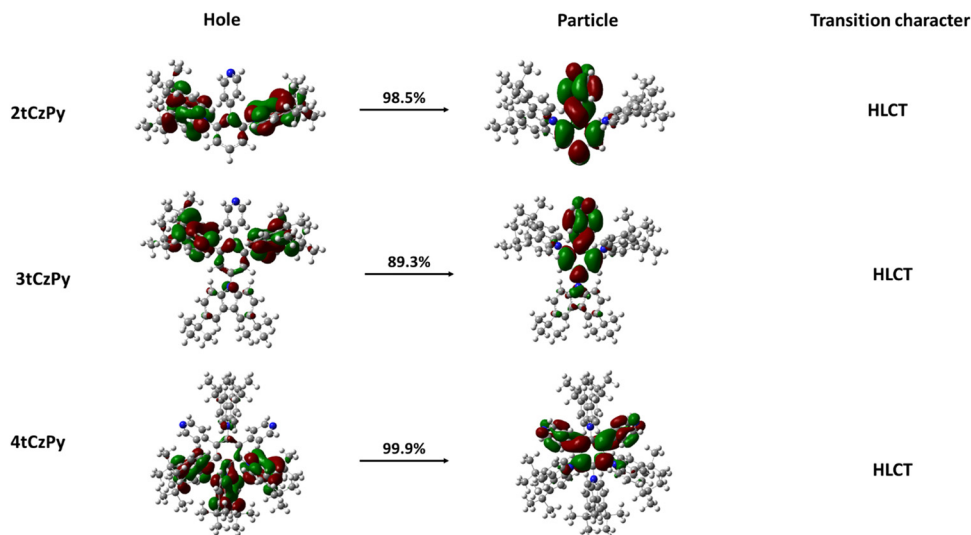 Hole Particle Transition character
2tCzPy 98.5% HLCT
3tCzPy 89.3% HLCT
4tCzPy 99.9% HLCT